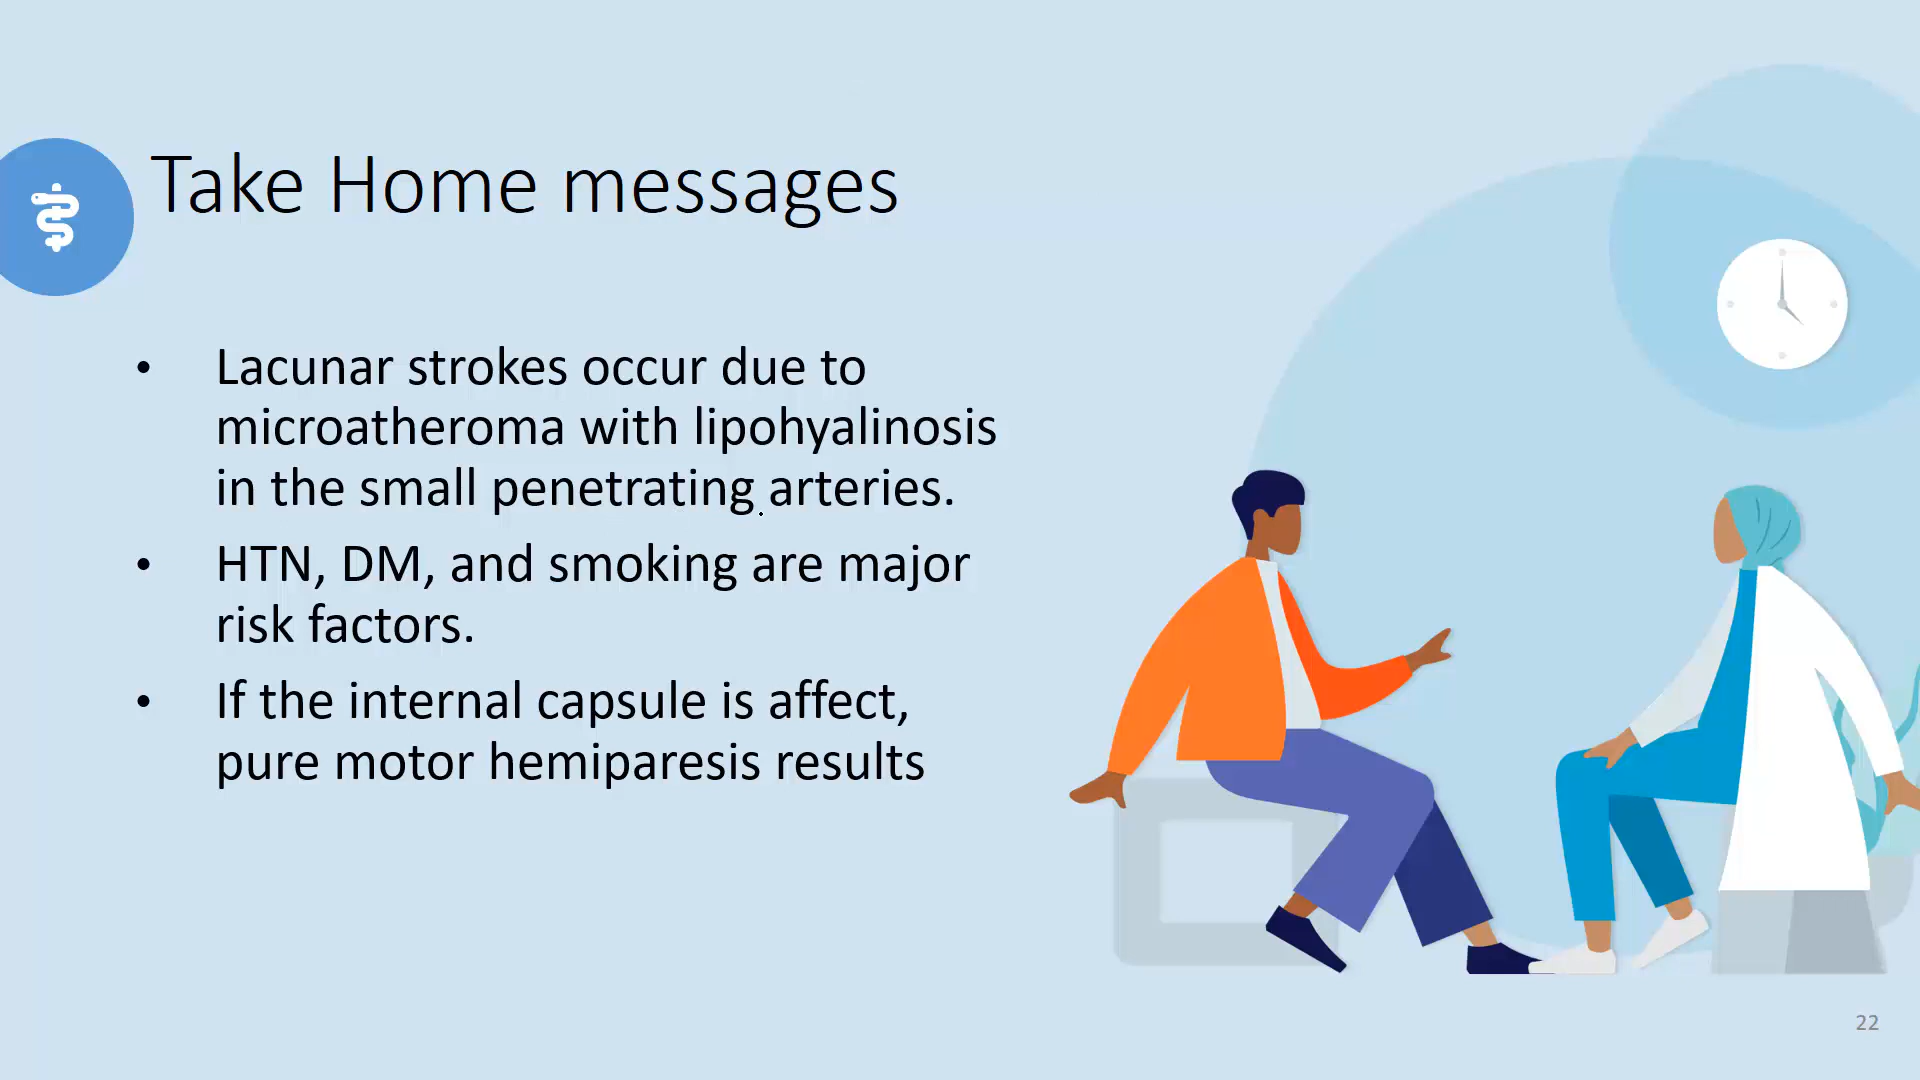 Take Home messages
• Lacunar strokes occur due to
microatheroma with lipohyalinosis
in the small penetrating arteries.
• HTN, DM, and smoking are major
risk factors.
• If the internal capsule is affect,
pure motor hemiparesis results
22